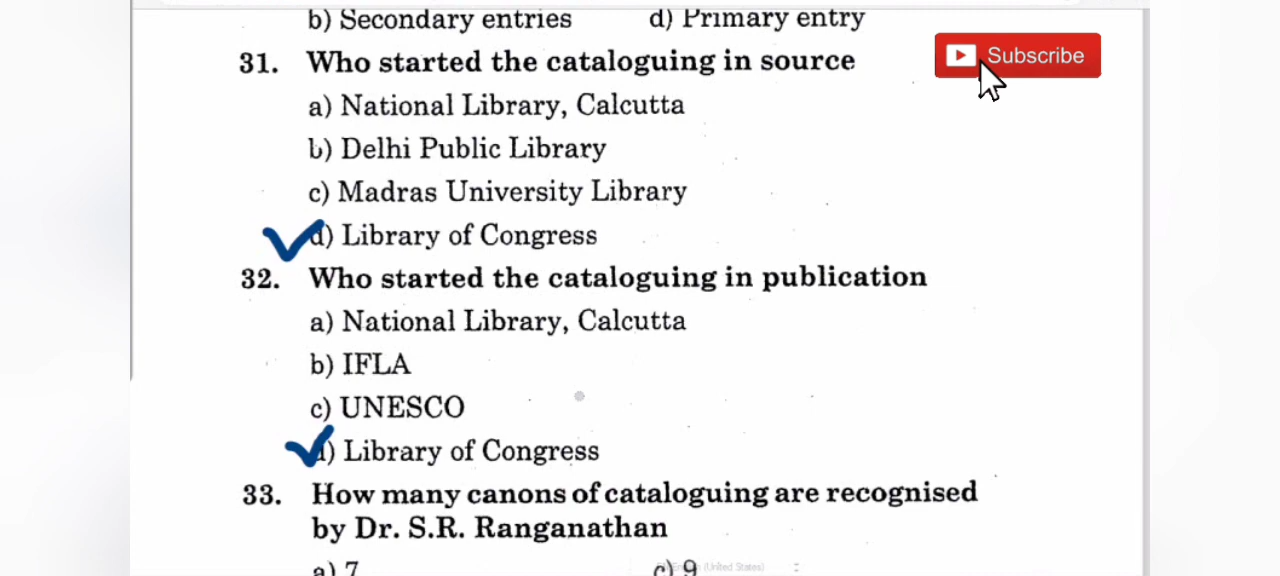 b) Secondary entries d) Primary entry
31. Who started the cataloguing in source
Subscribe
a) National Library, Calcutta
b) Delhi Public Library
c) Madras University Library
d) Library of Congress
32. Who started the cataloguing in publication
a) National Library, Calcutta
b) IFLA
c) UNESCO
d) Library of Congress
33. How many canons of cataloguing are recognised
by Dr. S.R. Ranganathan
a) 7 c) 9
(United States)